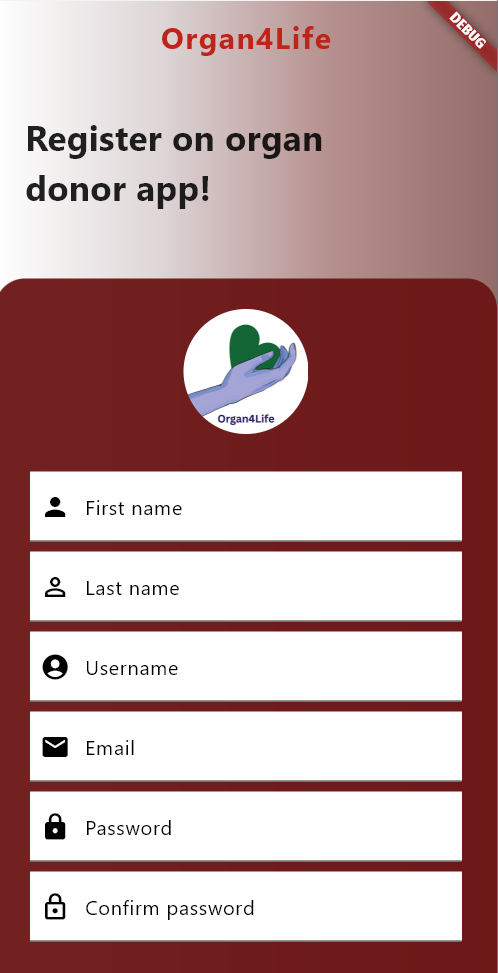 Organ4Life
DEBUG
Register on organ
donor app!
Organ4Life
First name
Last name
Username
Email
Password
Confirm password